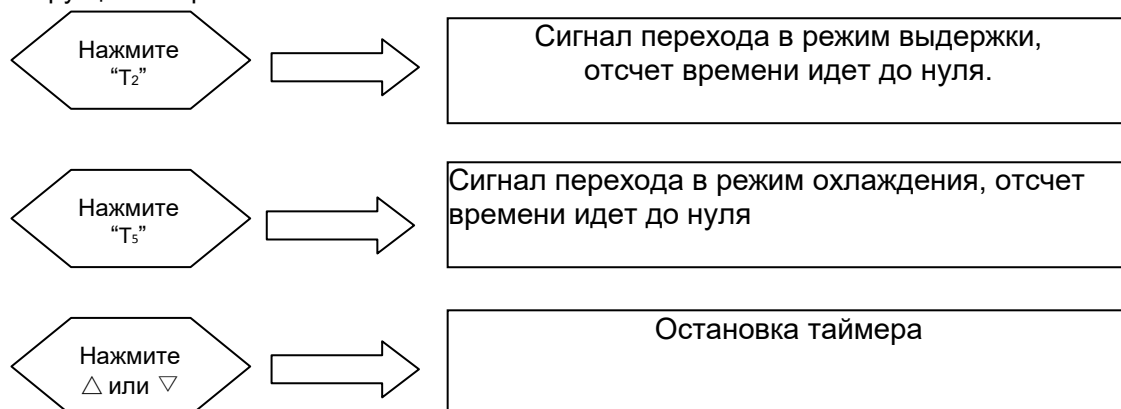 Нажмите
“T₂”
Сигнал перехода в режим выдержки,
отсчет времени идет до нуля.
Нажмите
“T₅”
Сигнал перехода в режим охлаждения, отсчет
времени идет до нуля
Нажмите
△ или ▽
Остановка таймера